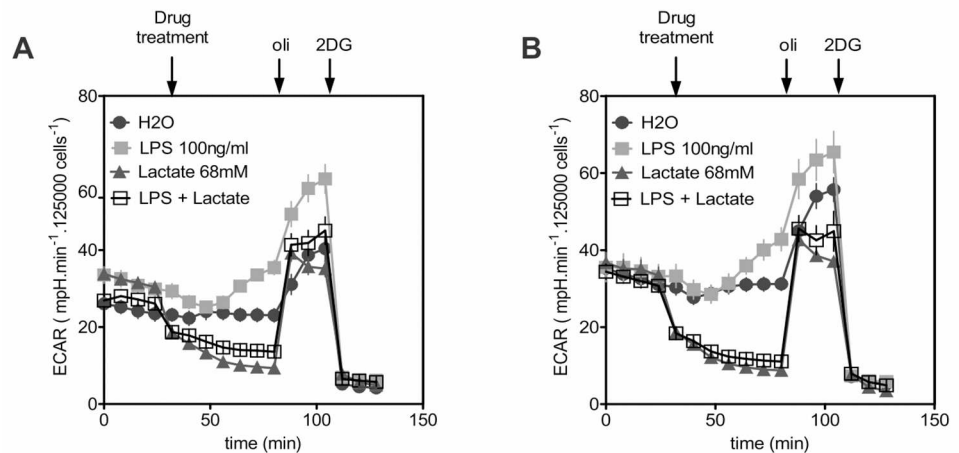 A
Drug
treatment
oli
2DG
80
60
40
20
0
ECAR ( mpH.min-1.125000 cells-1)
H2O
LPS 100ng/ml
Lactate 68mM
LPS + Lactate
0
50
100
150
time (min)
B
Drug
treatment
oli
2DG
80
60
40
20
0
ECAR ( mpH.min-1.125000 cells-1)
H2O
LPS 100ng/ml
Lactate 68mM
LPS + Lactate
0
50
100
150
time (min)